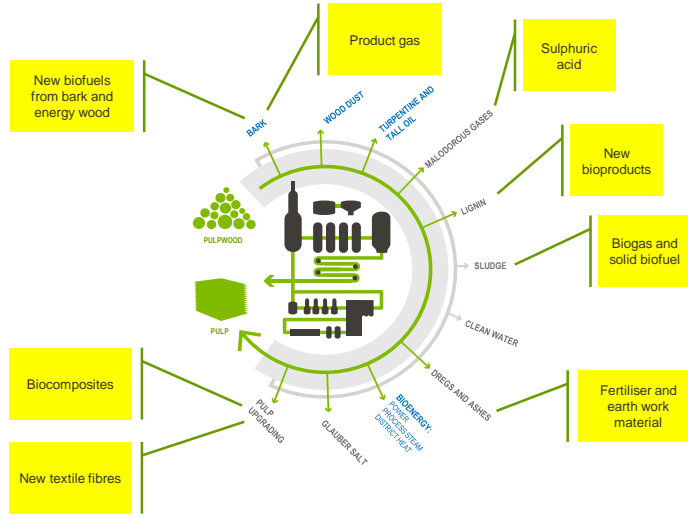 Product gas
Sulphuric
acid
New biofuels
from bark and
energy wood
BARK
WOOD DUST
TURPENTINE AND
TALL OIL
MALODOROUS GASES
New
bioproducts
LIGNIN
PULPWOOD
Biogas and
solid biofuel
SLUDGE
PULP
CLEAN WATER
Biocomposites
DREGS AND ASHES
Fertiliser and
earth work
material
PULP
UPGRADING
GLAUBER SALT
BIOENERGY:
POWER
PROCESS STEAM
DISTRICT HEAT
New textile fibres